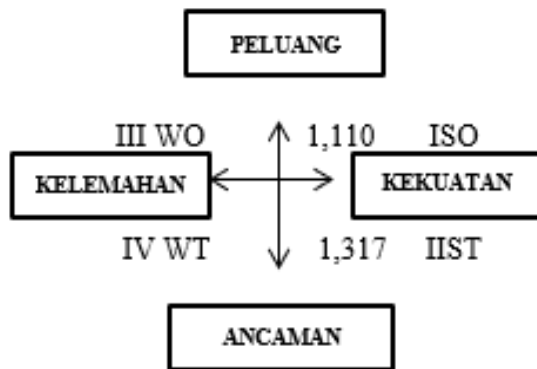 PELUANG
III WO 1,110 ISO
KELEMAHAN KEKUATAN
IV WT 1,317 IIST
ANCAMAN